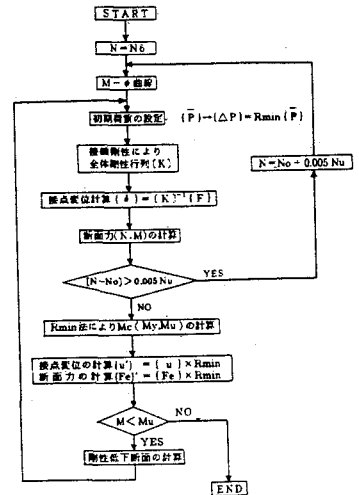 START
N=N6
M-φ曲線
初期荷重の設定 {P̄}→{△P}=Rmin{P̄}
接線剛性により
全体剛性行列{K}
N=No+0.005Nu
接点変位計算{δ}={K}⁻¹{F}
断面力(N,M)の計算
(N-No)>0.005Nu
YES
NO
Rmin法によりMc(My,Mu)の計算
接点変位の計算{u'}={u}×Rmin
断面力の計算{Fe}'={Fe}×Rmin
M<Mu
NO
YES
剛性低下断面の計算
END